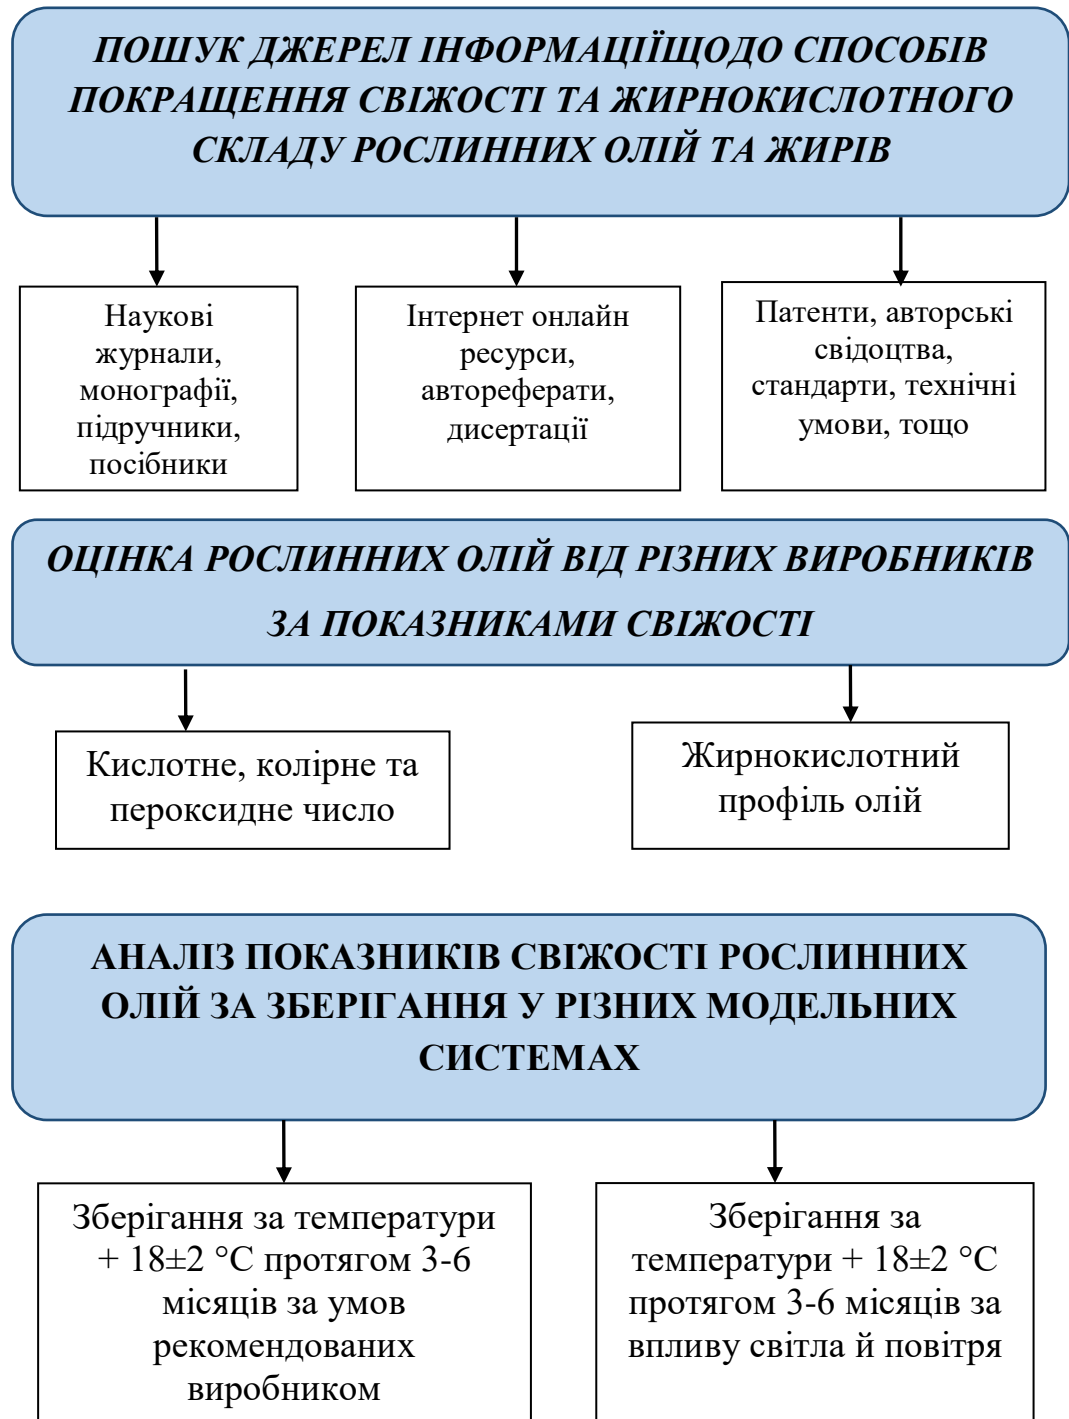 ПОШУК ДЖЕРЕЛ ІНФОРМАЦІЇЩОДО СПОСОБІВ
ПОКРАЩЕННЯ СВІЖОСТІ ТА ЖИРНОКИСЛОТНОГО
СКЛАДУ РОСЛИННИХ ОЛІЙ ТА ЖИРІВ
Наукові
журнали,
монографії,
підручники,
посібники
Інтернет онлайн
ресурси,
автореферати,
дисертації
Патенти, авторські
свідоцтва,
стандарти, технічні
умови, тощо
ОЦІНКА РОСЛИННИХ ОЛІЙ ВІД РІЗНИХ ВИРОБНИКІВ
ЗА ПОКАЗНИКАМИ СВІЖОСТІ
Кислотне, колірне та
пероксидне число
Жирнокислотний
профіль олій
АНАЛІЗ ПОКАЗНИКІВ СВІЖОСТІ РОСЛИННИХ
ОЛІЙ ЗА ЗБЕРІГАННЯ У РІЗНИХ МОДЕЛЬНИХ
СИСТЕМАХ
Зберігання за температури
+ 18±2 °С протягом 3-6
місяців за умов
рекомендованих
виробником
Зберігання за
температури + 18±2 °С
протягом 3-6 місяців за
впливу світла й повітря